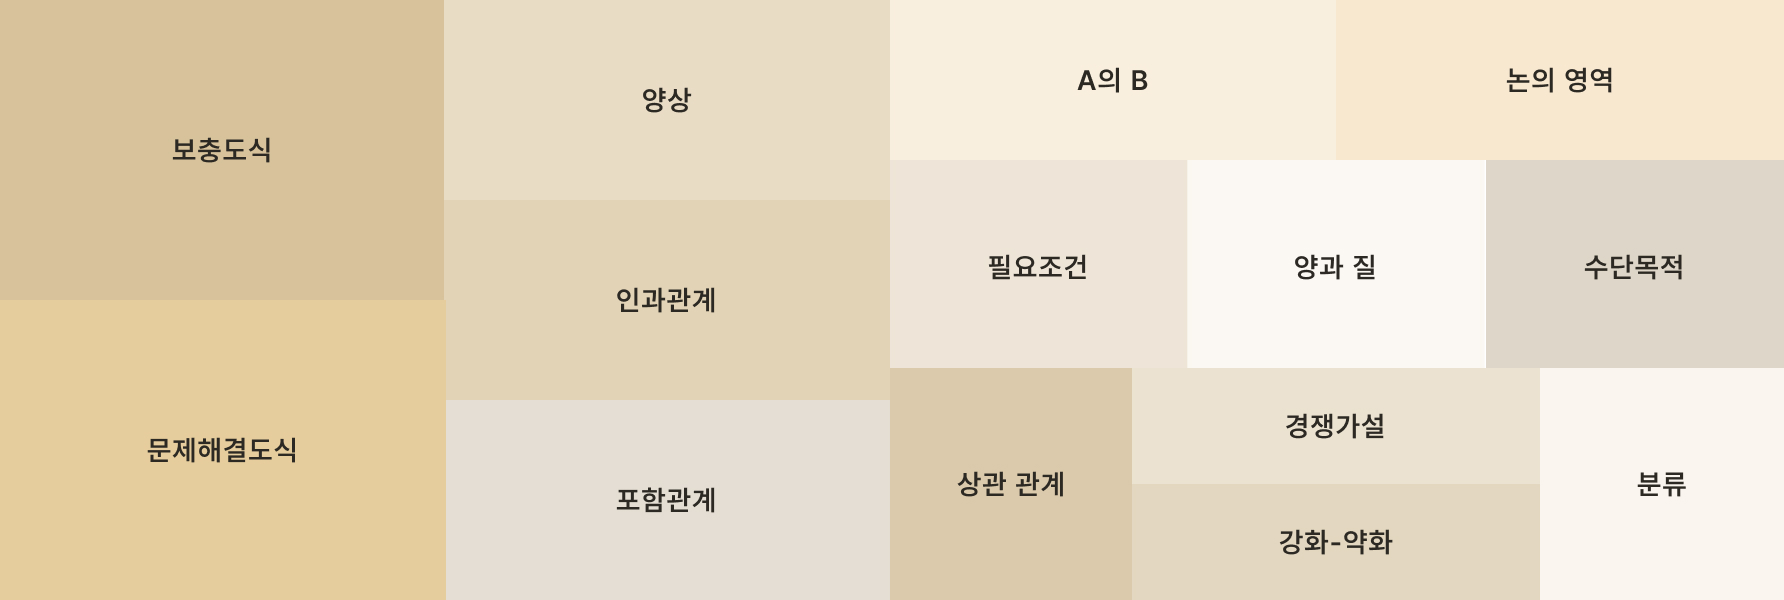 보충도식
문제해결도식
양상
인과관계
포함관계
A의 B
논의 영역
필요조건
양과 질
수단목적
상관 관계
경쟁가설
강화-약화
분류